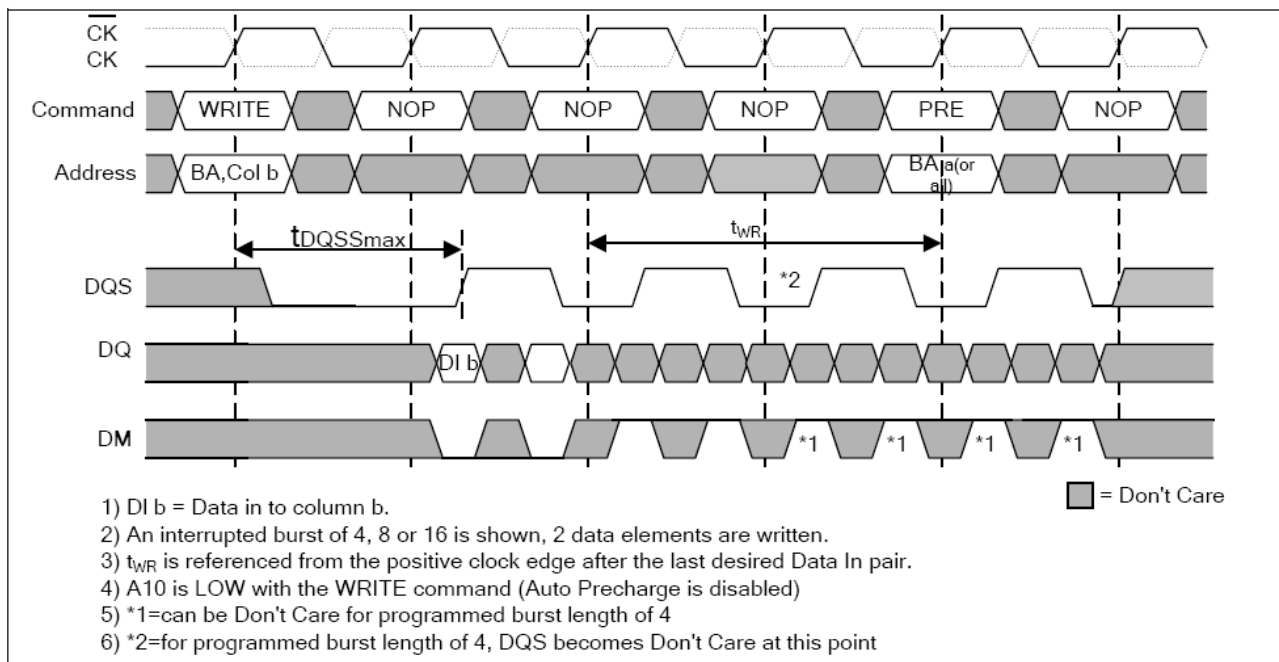 CK
CK
Command WRITE NOP NOP NOP PRE NOP
Address BA,Col b BA a(or
all)
tDQSSmax tWR
DQS *2
DQ DI b
DM *1 *1 *1 *1
= Don't Care
1) DI b = Data in to column b.
2) An interrupted burst of 4, 8 or 16 is shown, 2 data elements are written.
3) tWR is referenced from the positive clock edge after the last desired Data In pair.
4) A10 is LOW with the WRITE command (Auto Precharge is disabled)
5) *1=can be Don't Care for programmed burst length of 4
6) *2=for programmed burst length of 4, DQS becomes Don't Care at this point